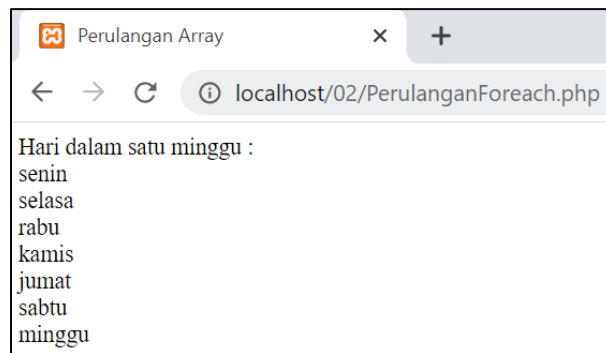 Perulangan Array
localhost/02/PerulanganForeach.php
Hari dalam satu minggu :
senin
selasa
rabu
kamis
jumat
sabtu
minggu